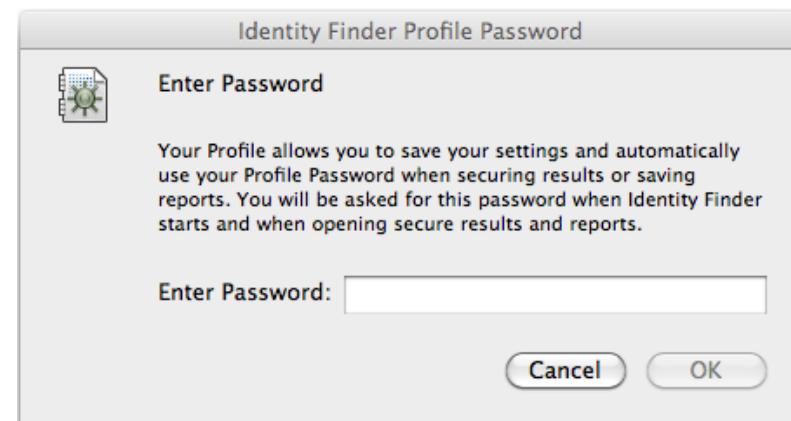 Identity Finder Profile Password
Enter Password
Your Profile allows you to save your settings and automatically
use your Profile Password when securing results or saving
reports. You will be asked for this password when Identity Finder
starts and when opening secure results and reports.
Enter Password:
Cancel OK